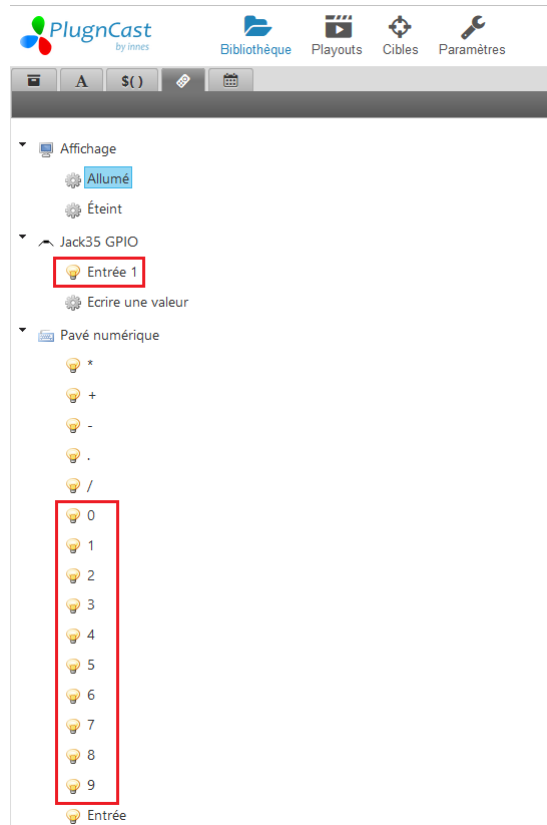 PlugnCast
by innes
Bibliothèque Playouts Cibles Paramètres
A $()
Affichage
Allumé
Éteint
Jack35 GPIO
Entrée 1
Ecrire une valeur
Pavé numérique
*
+
-
.
/
0
1
2
3
4
5
6
7
8
9
Entrée